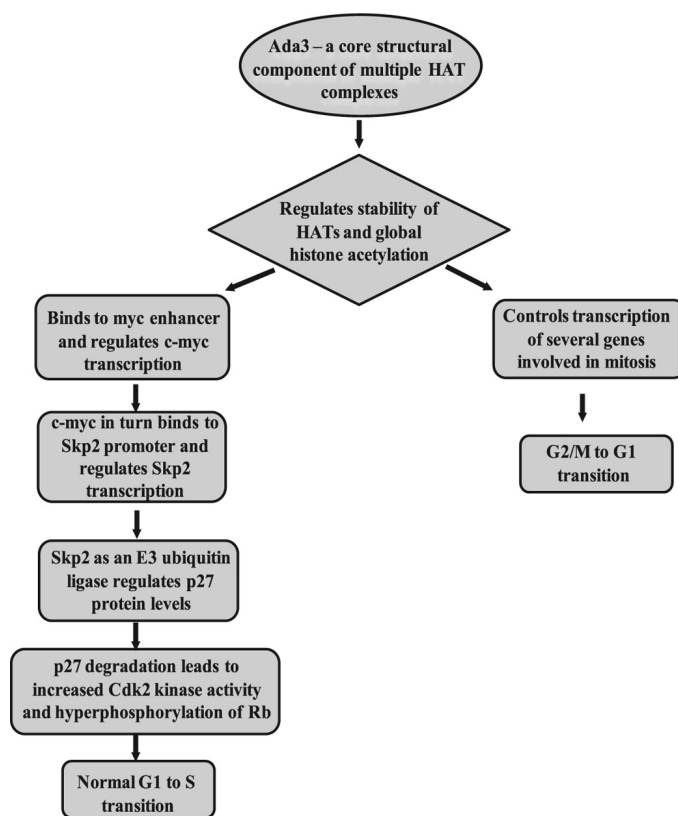 Ada3 – a core structural
component of multiple HAT
complexes
Regulates stability of
HATs and global
histone acetylation
Binds to myc enhancer
and regulates c-myc
transcription
c-myc in turn binds to
Skp2 promoter and
regulates Skp2
transcription
Skp2 as an E3 ubiquitin
ligase regulates p27
protein levels
p27 degradation leads to
increased Cdk2 kinase activity
and hyperphosphorylation of Rb
Normal G1 to S
transition
Controls transcription
of several genes
involved in mitosis
G2/M to G1
transition